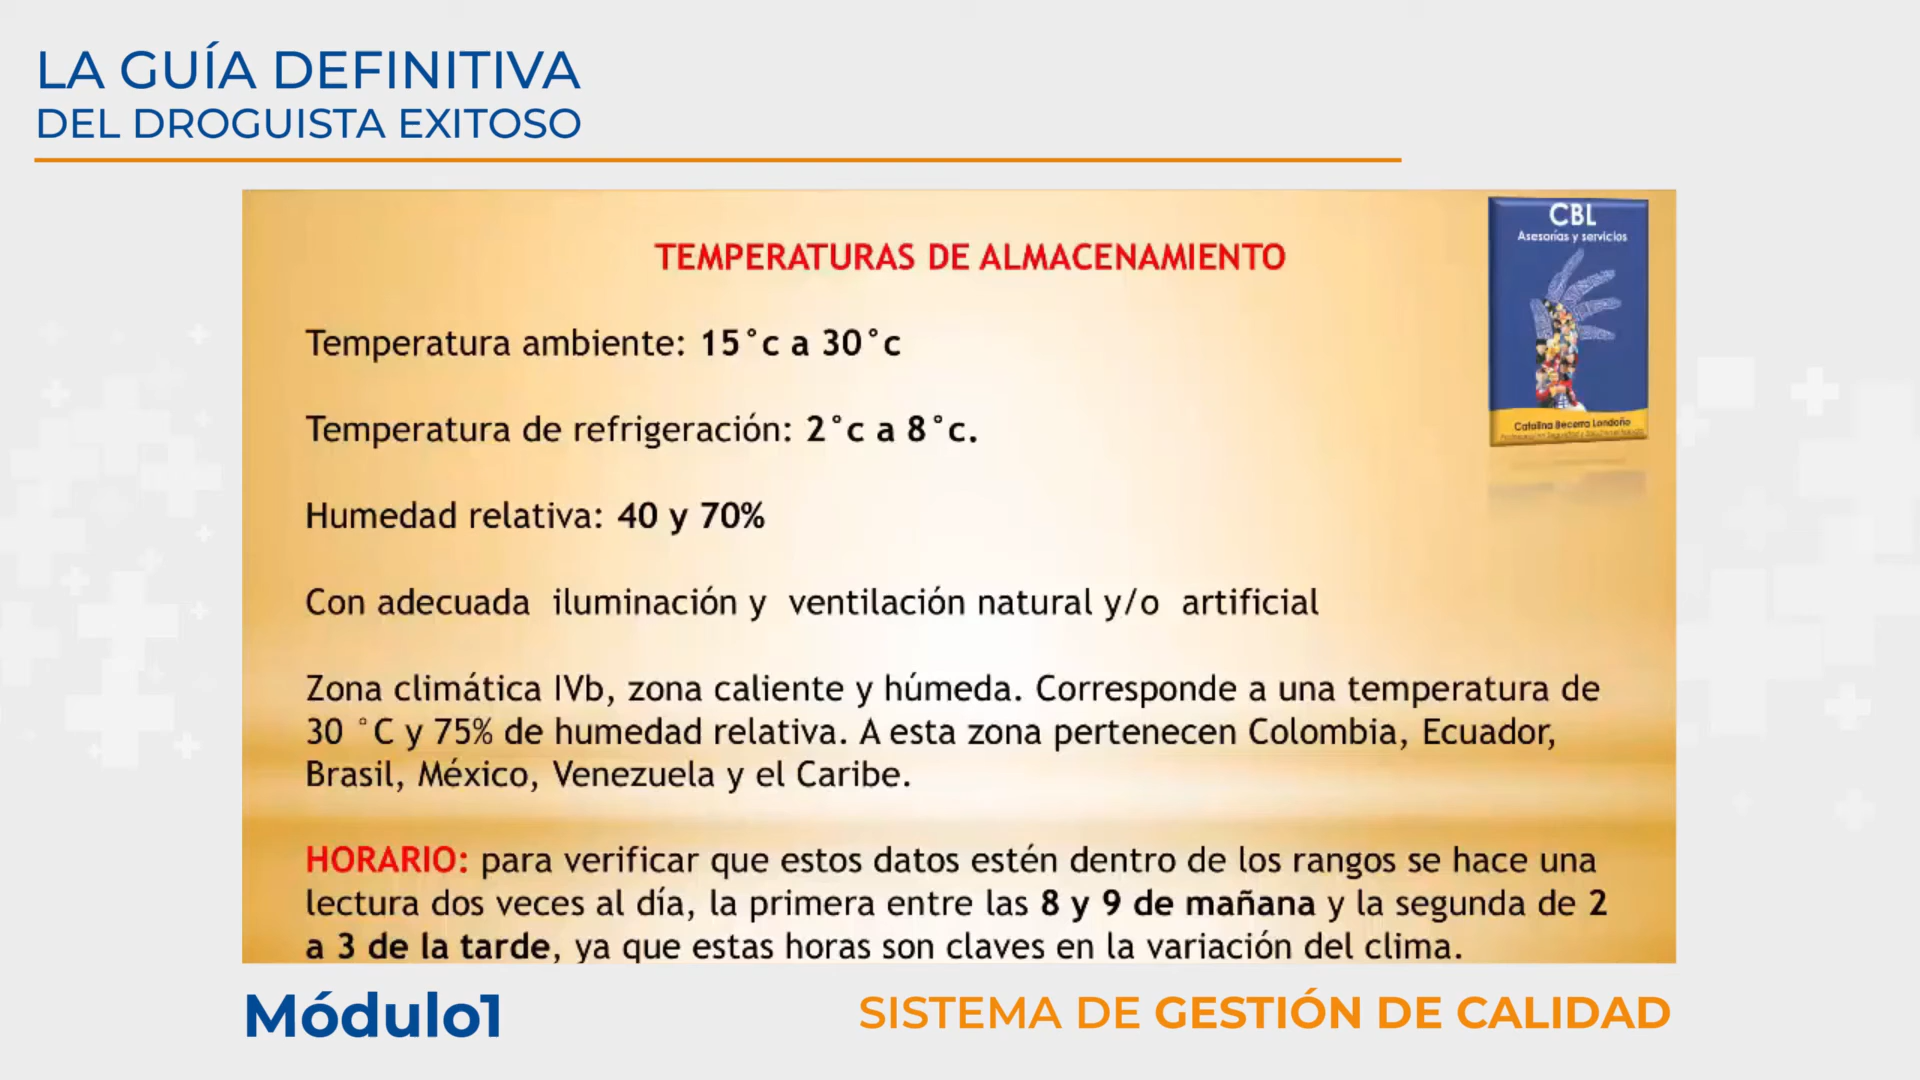 LA GUÍA DEFINITIVA
DEL DROGUISTA EXITOSO
CBL
Asesorías y servicios
Catalina Becerra Londoño
TEMPERATURAS DE ALMACENAMIENTO
Temperatura ambiente: 15°c a 30°c
Temperatura de refrigeración: 2°c a 8°c.
Humedad relativa: 40 y 70%
Con adecuada iluminación y ventilación natural y/o artificial
Zona climática IVb, zona caliente y húmeda. Corresponde a una temperatura de
30 °C y 75% de humedad relativa. A esta zona pertenecen Colombia, Ecuador,
Brasil, México, Venezuela y el Caribe.
HORARIO: para verificar que estos datos estén dentro de los rangos se hace una
lectura dos veces al día, la primera entre las 8 y 9 de mañana y la segunda de 2
a 3 de la tarde, ya que estas horas son claves en la variación del clima.
Módulo1
SISTEMA DE GESTIÓN DE CALIDAD